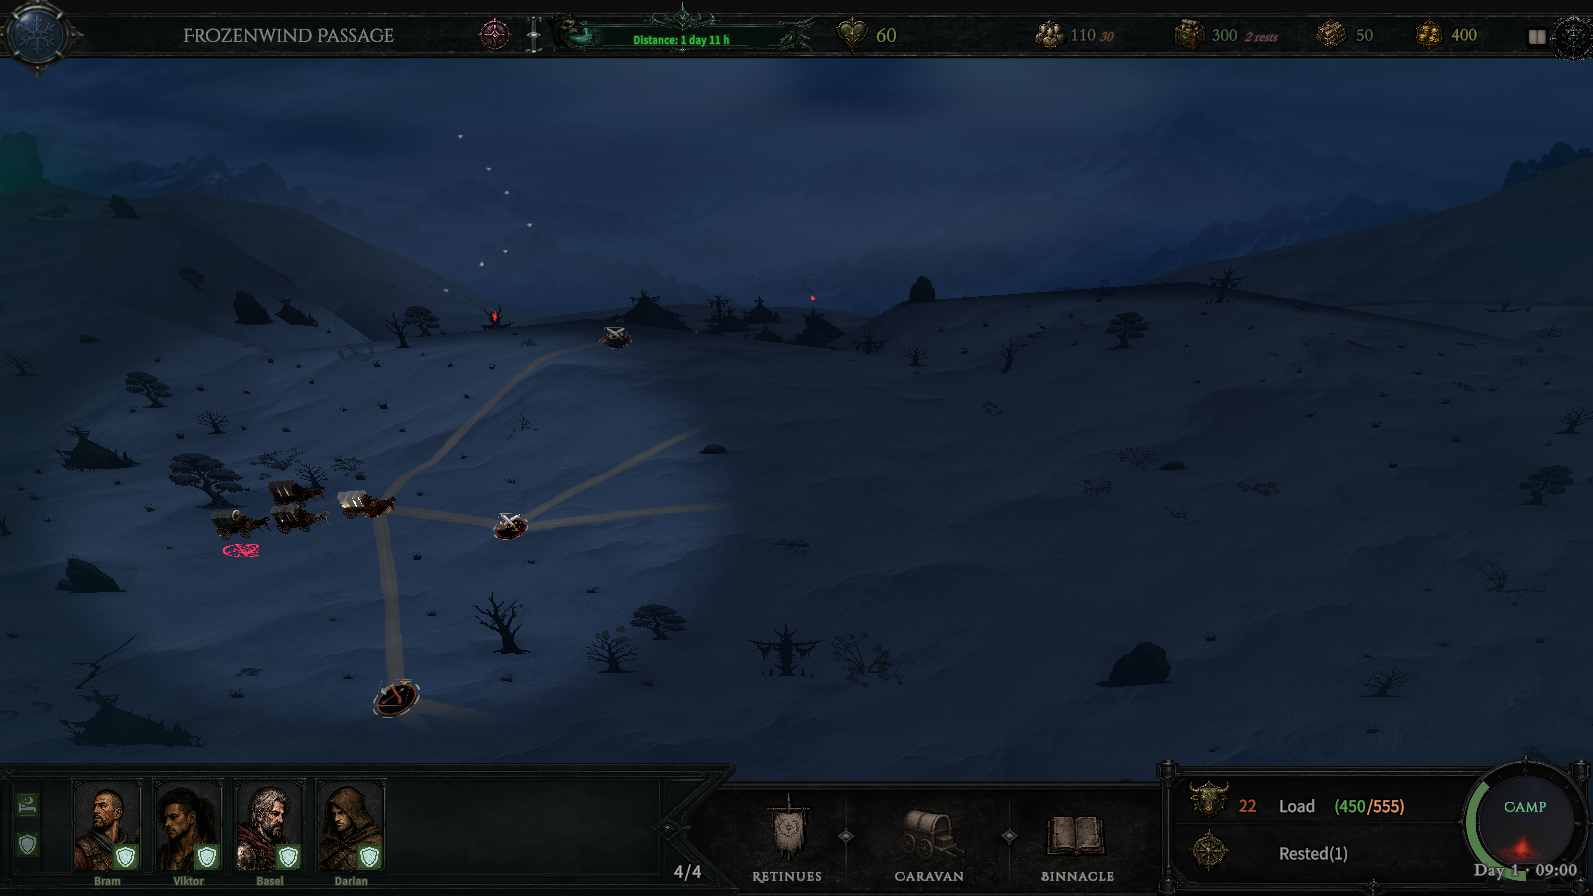 Frozenwind Passage
Distance: 1 day 11 h
60
110 30
300 2 rests
50
400
Bram
Viktor
Basel
Darian
4/4
Retinues
Caravan
Binnacle
22 Load (450/555)
Rested(1)
Camp
Day 1 · 09:00